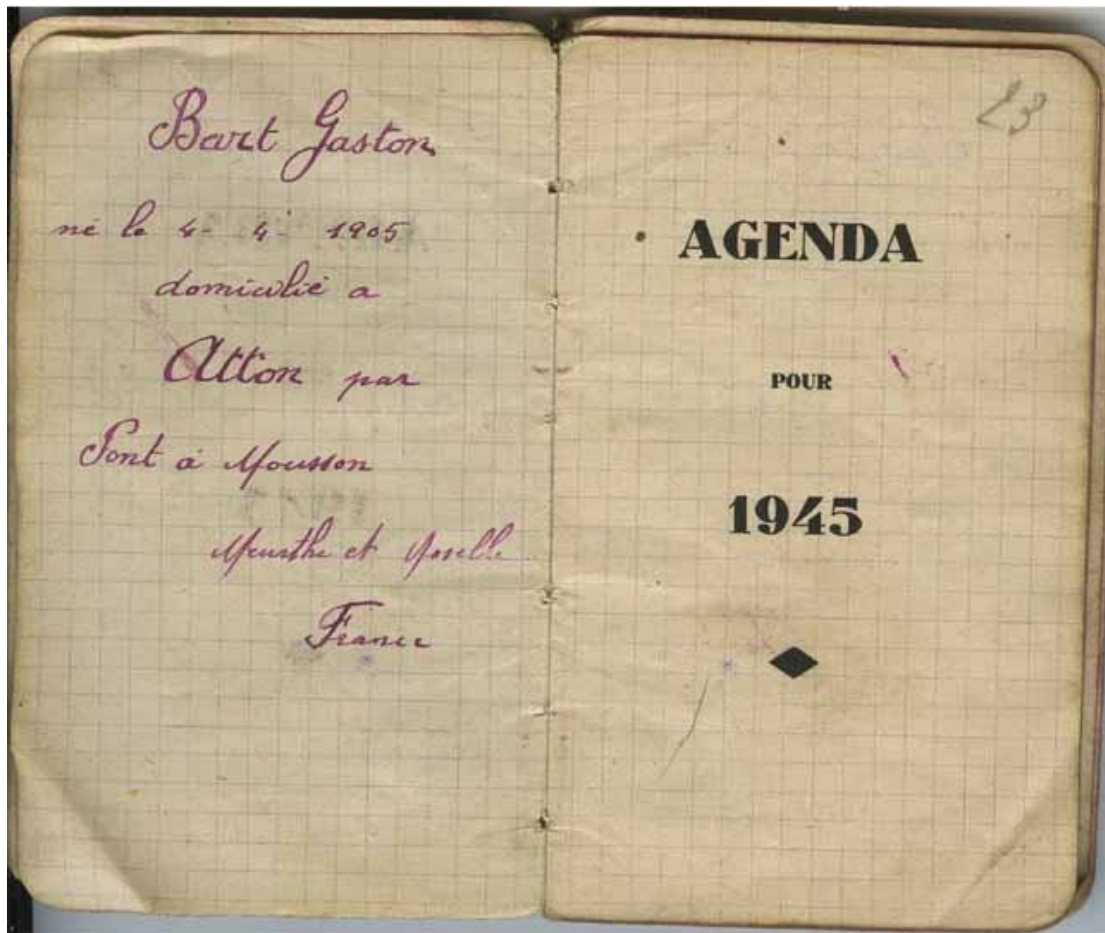 Bart Gaston
né le 4- 4- 1905
domicilié a
Atton par
Pont à Mousson
Meurthe et Moselle
France
23
AGENDA
POUR
1945